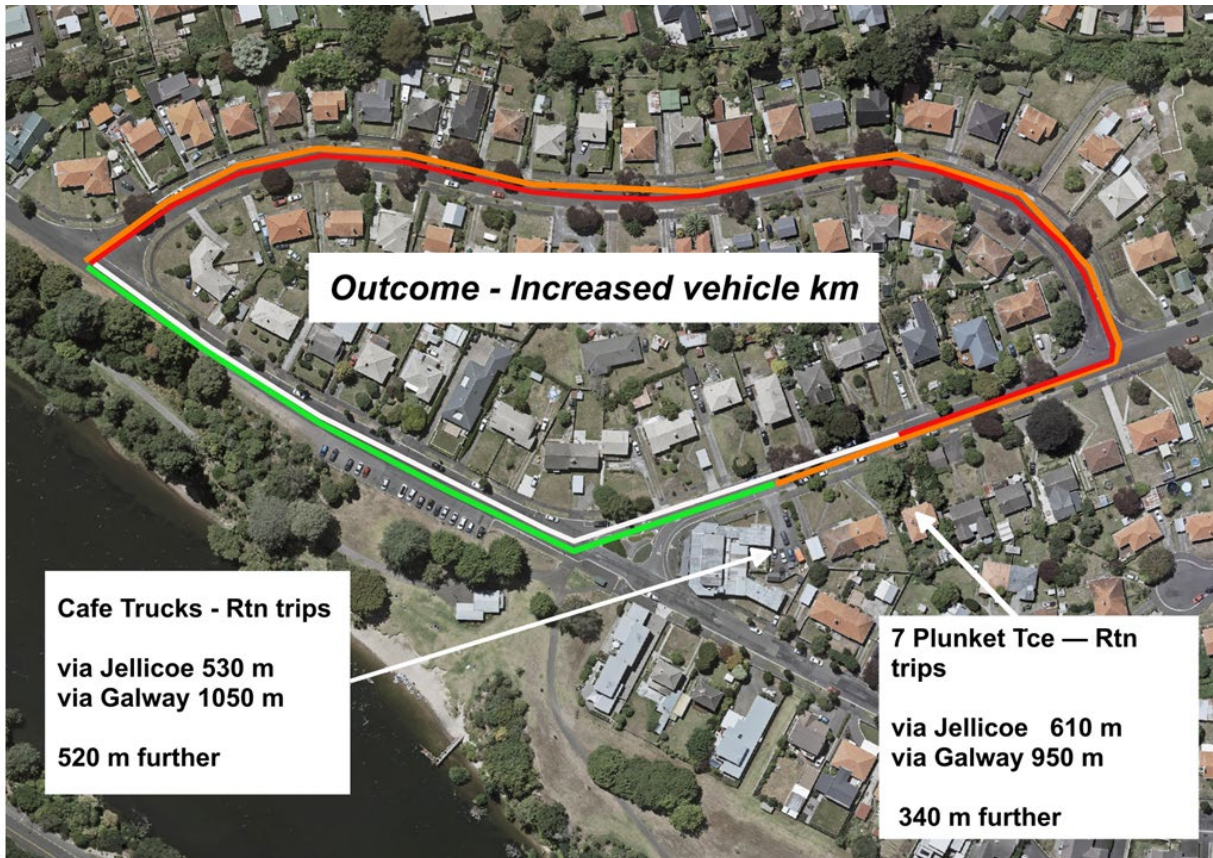 Outcome - Increased vehicle km
Cafe Trucks - Rtn trips
via Jellicoe 530 m
via Galway 1050 m
520 m further
7 Plunket Tce — Rtn
trips
via Jellicoe 610 m
via Galway 950 m
340 m further